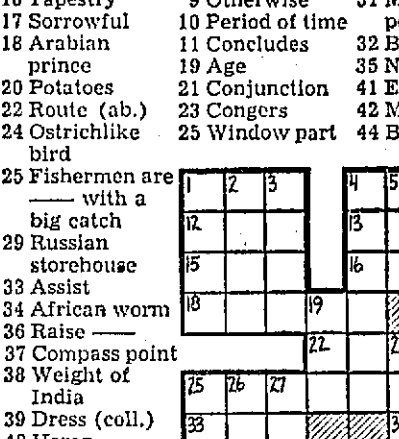 16 Tapestry
17 Sorrowful
18 Arabian
prince
20 Potatoes
22 Route (ab.)
24 Ostrichlike
bird
25 Fishermen are
—— with a
big catch
29 Russian
storehouse
33 Assist
34 African worm
36 Raise ——
37 Compass point
38 Weight of
India
39 Dress (coll.)
9 Otherwise
10 Period of time
11 Concludes
19 Age
21 Conjunction
23 Congers
25 Window part
32 B
35 N
41 E
42 M
44 B
1 2 3 4 5
12 13
15 16
18 19
22 2
25 26 27
33 3